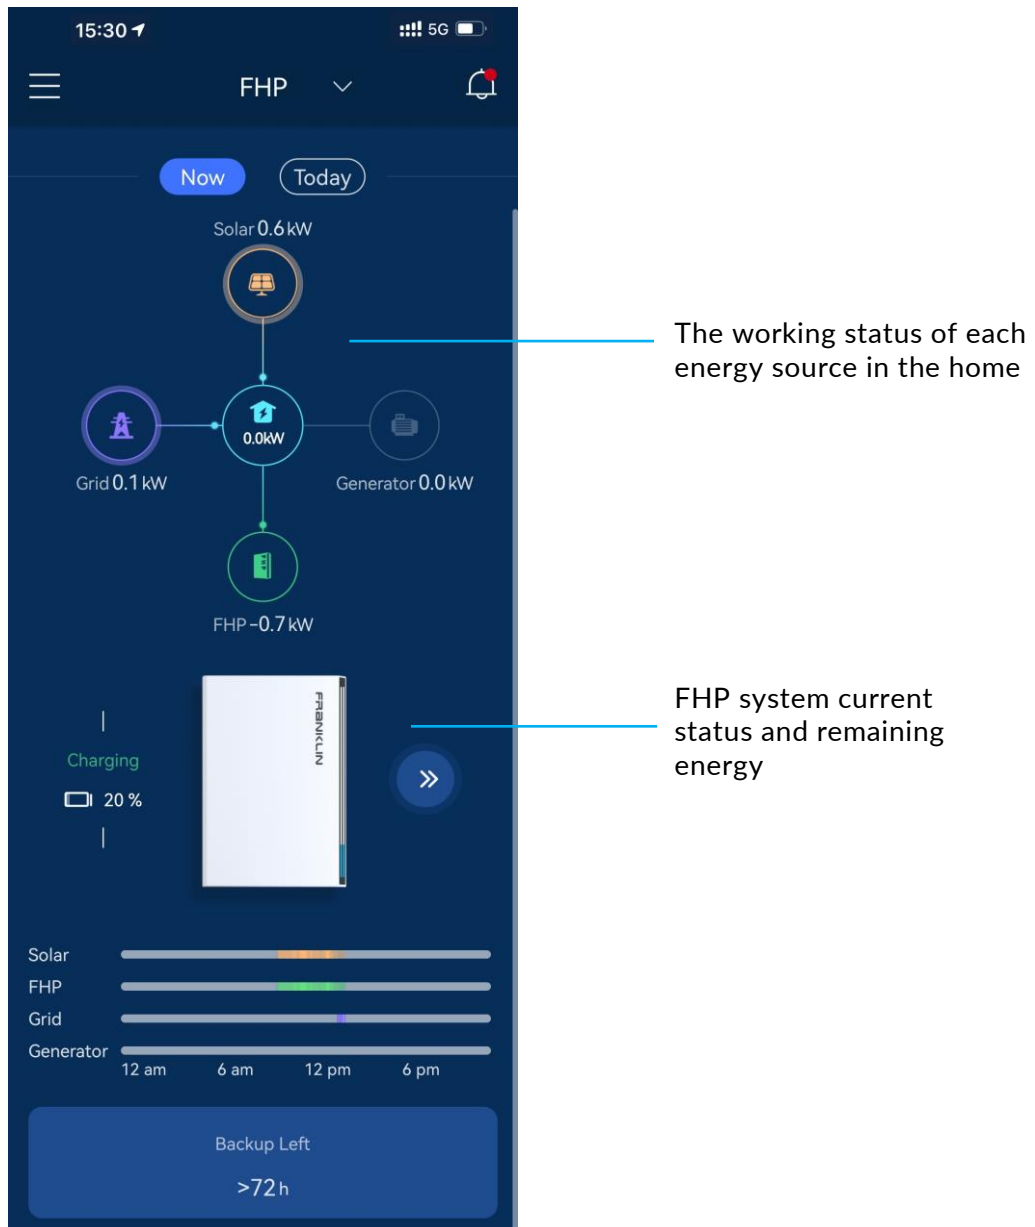 15:30
5G
FHP
Now
Today
Solar 0.6 kW
The working status of each
energy source in the home
0.0kW
Grid 0.1 kW
Generator 0.0 kW
FHP
FHP -0.7 kW
FRANKLIN
FHP system current
status and remaining
energy
Charging
20 %
Solar
FHP
Grid
Generator
12 am 6 am 12 pm 6 pm
Backup Left
>72 h